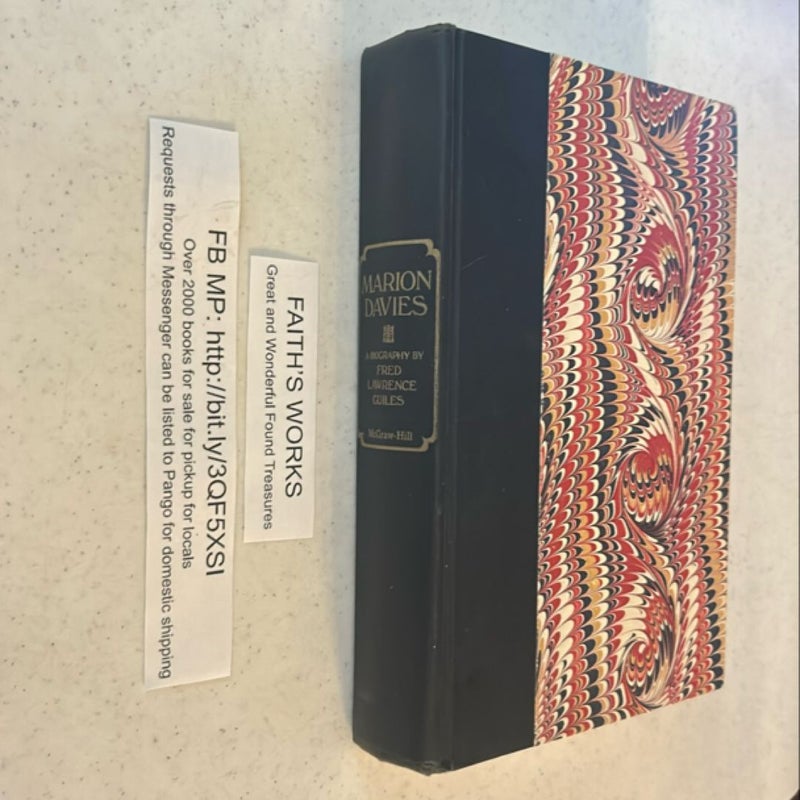 MARION
DAVIES
A BIOGRAPHY BY
FRED
LAWRENCE
GUILES
McGraw-Hill
FAITH'S WORKS
Great and Wonderful Found Treasures
FB MP: http://bit.ly/3QF5XSI
Over 2000 books for sale for pickup for locals
Requests through Messenger can be listed to Pango for domestic shipping